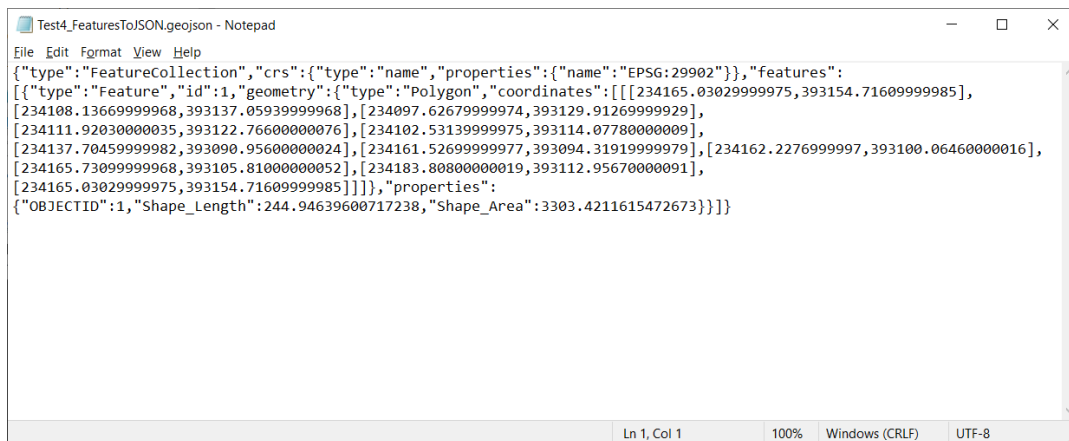 Test4_FeaturesToJSON.geojson - Notepad
File Edit Format View Help
{"type":"FeatureCollection","crs":{"type":"name","properties":{"name":"EPSG:29902"}},"features":
[{"type":"Feature","id":1,"geometry":{"type":"Polygon","coordinates":[[[234165.03029999975,393154.71609999985],
[234108.13669999968,393137.05939999968],[234097.62679999974,393129.91269999929],
[234111.92030000035,393122.76600000076],[234102.53139999975,393114.07780000009],
[234137.70459999982,393090.95600000024],[234161.52699999977,393094.31919999979],[234162.2276999997,393100.06460000016],
[234165.73099999968,393105.81000000052],[234183.80800000019,393112.95670000091],
[234165.03029999975,393154.71609999985]]]},"properties":
{"OBJECTID":1,"Shape_Length":244.94639600717238,"Shape_Area":3303.4211615472673}}]}
Ln 1, Col 1 100% Windows (CRLF) UTF-8